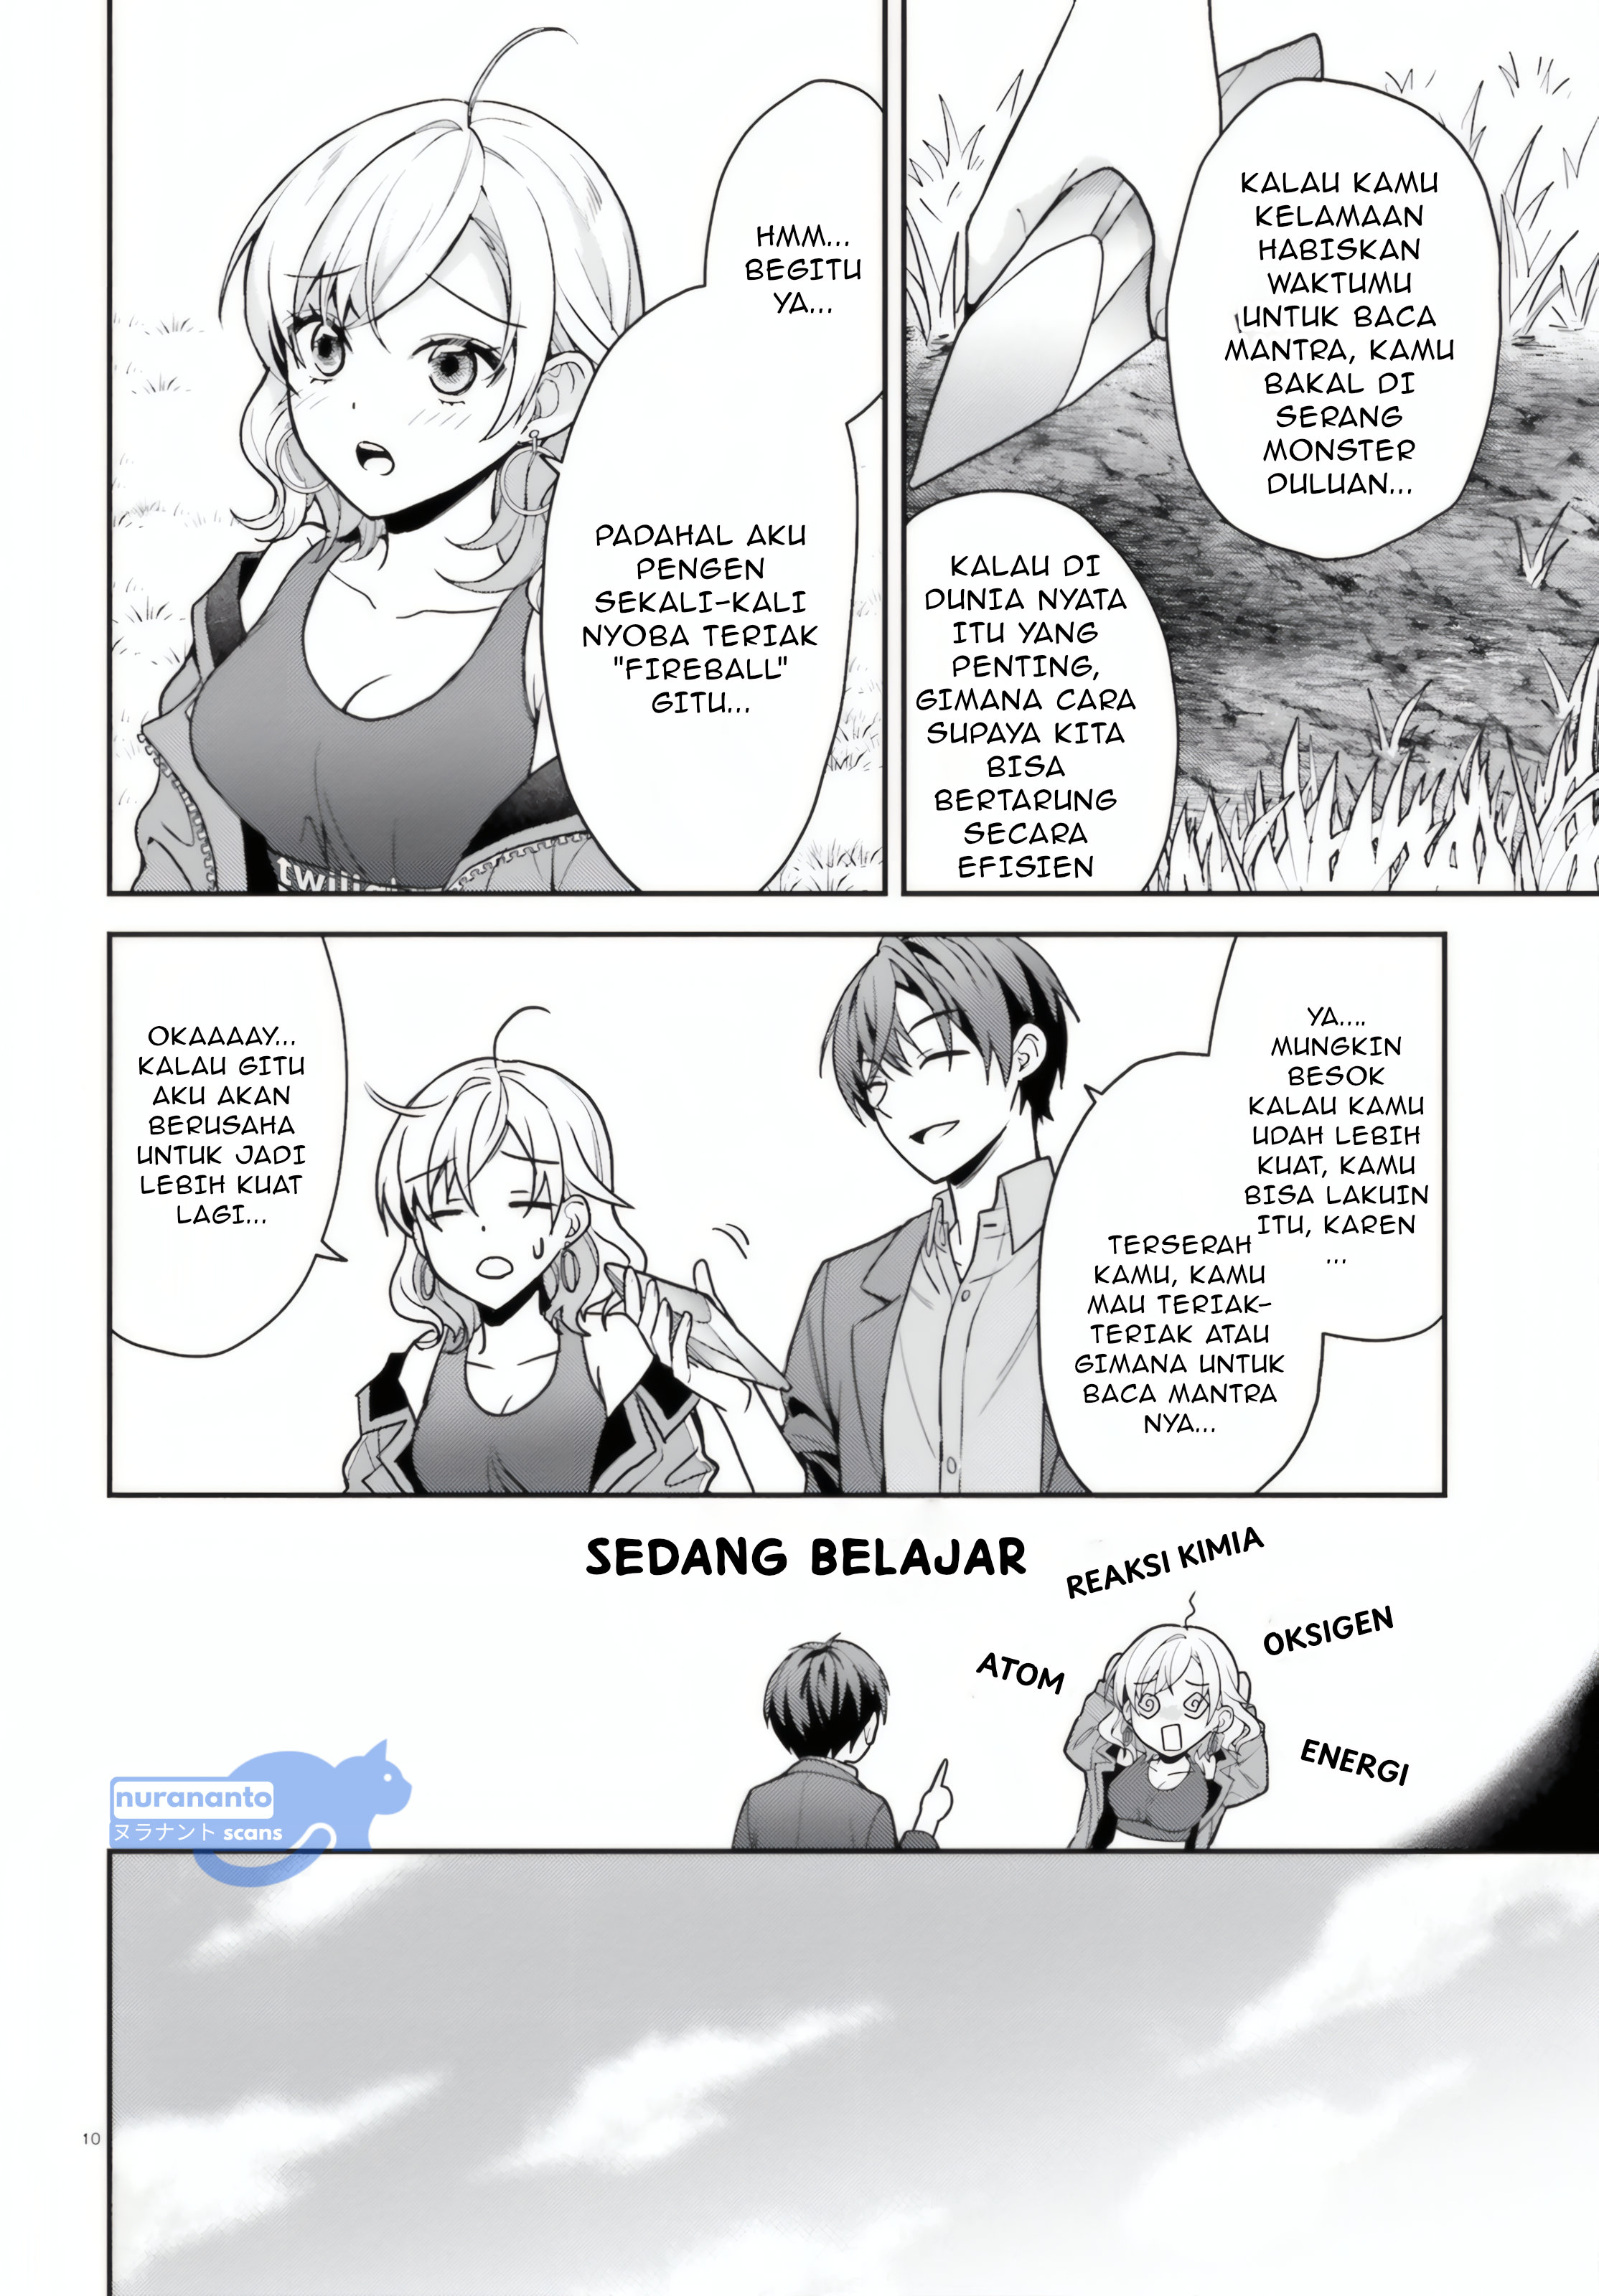 KALAU KAMU
KELAMAAN
HABISKAN
WAKTUMU
UNTUK BACA
MANTRA, KAMU
BAKAL DI
SERANG
MONSTER
DULUAN...
KALAU DI
DUNIA NYATA
ITU YANG
PENTING,
GIMANA CARA
SUPAYA KITA
BISA
BERTARUNG
SECARA
EFISIEN
HMM...
BEGITU
YA...
PADAHAL AKU
PENGEN
SEKALI-KALI
NYOBA TERIAK
"FIREBALL"
GITU...
YA....
MUNGKIN
BESOK
KALAU KAMU
UDAH LEBIH
KUAT, KAMU
BISA LAKUIN
ITU, KAREN
...
TERSERAH
KAMU, KAMU
MAU TERIAK-
TERIAK ATAU
GIMANA UNTUK
BACA MANTRA
NYA...
OKAAAAY...
KALAU GITU
AKU AKAN
BERUSAHA
UNTUK JADI
LEBIH KUAT
LAGI...
SEDANG BELAJAR
REAKSI KIMIA
OKSIGEN
ATOM
ENERGI
nurananto
ヌラナント scans
10